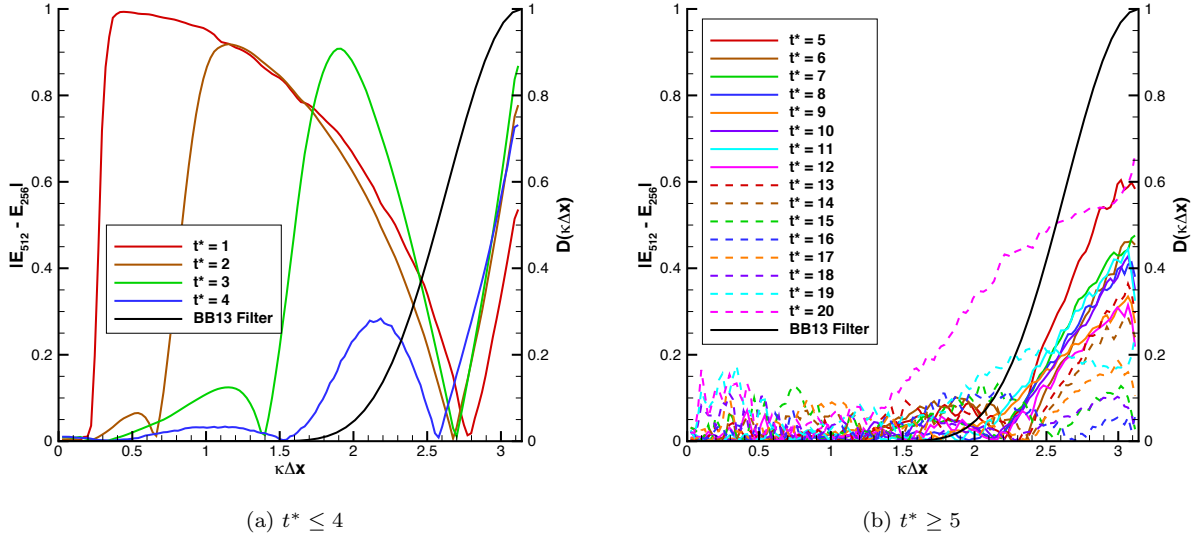 |E₅₁₂ - E₂₅₆|
1
0.8
0.6
0.4
0.2
0
0 0.5 1 1.5 2 2.5 3
κΔx
t* = 1
t* = 2
t* = 3
t* = 4
BB13 Filter
1
0.8
0.6
0.4
0.2
0
D(κΔx)
(a) t* ≤ 4
|E₅₁₂ - E₂₅₆|
1
0.8
0.6
0.4
0.2
0
0 0.5 1 1.5 2 2.5 3
κΔx
t* = 5
t* = 6
t* = 7
t* = 8
t* = 9
t* = 10
t* = 11
t* = 12
t* = 13
t* = 14
t* = 15
t* = 16
t* = 17
t* = 18
t* = 19
t* = 20
BB13 Filter
1
0.8
0.6
0.4
0.2
0
D(κΔx)
(b) t* ≥ 5